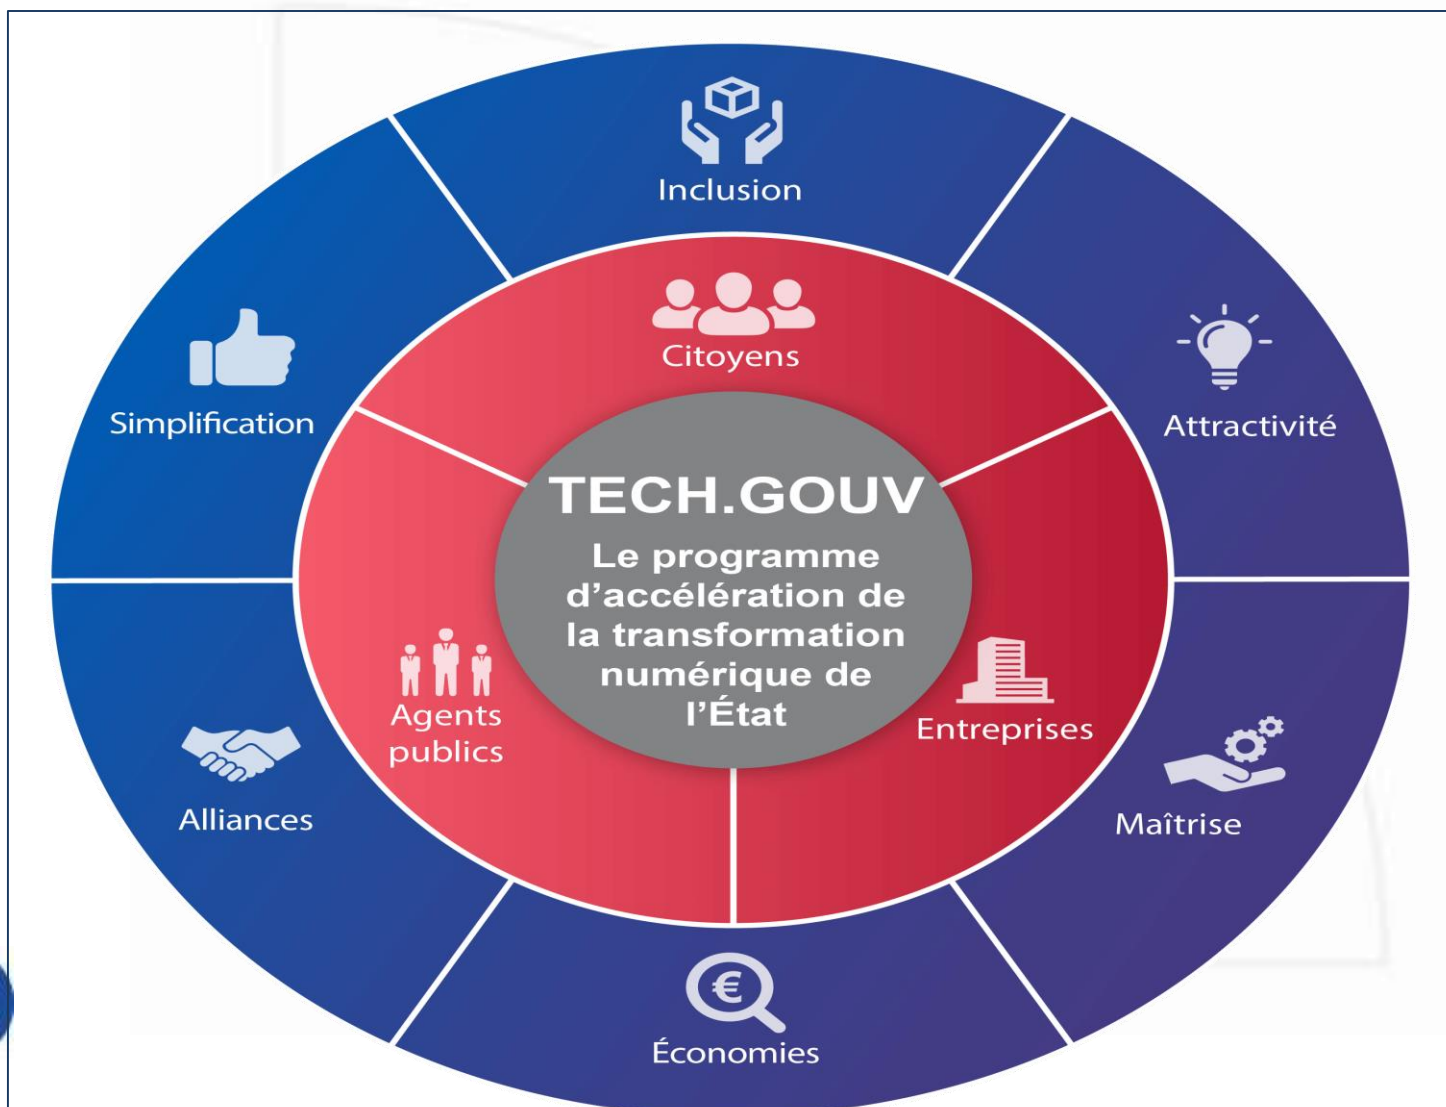 Inclusion
Citoyens
Simplification
Attractivité
TECH.GOUV
Le programme
d’accélération de
la transformation
numérique de
l’État
Agents
publics
Entreprises
Alliances
Maîtrise
€
Économies